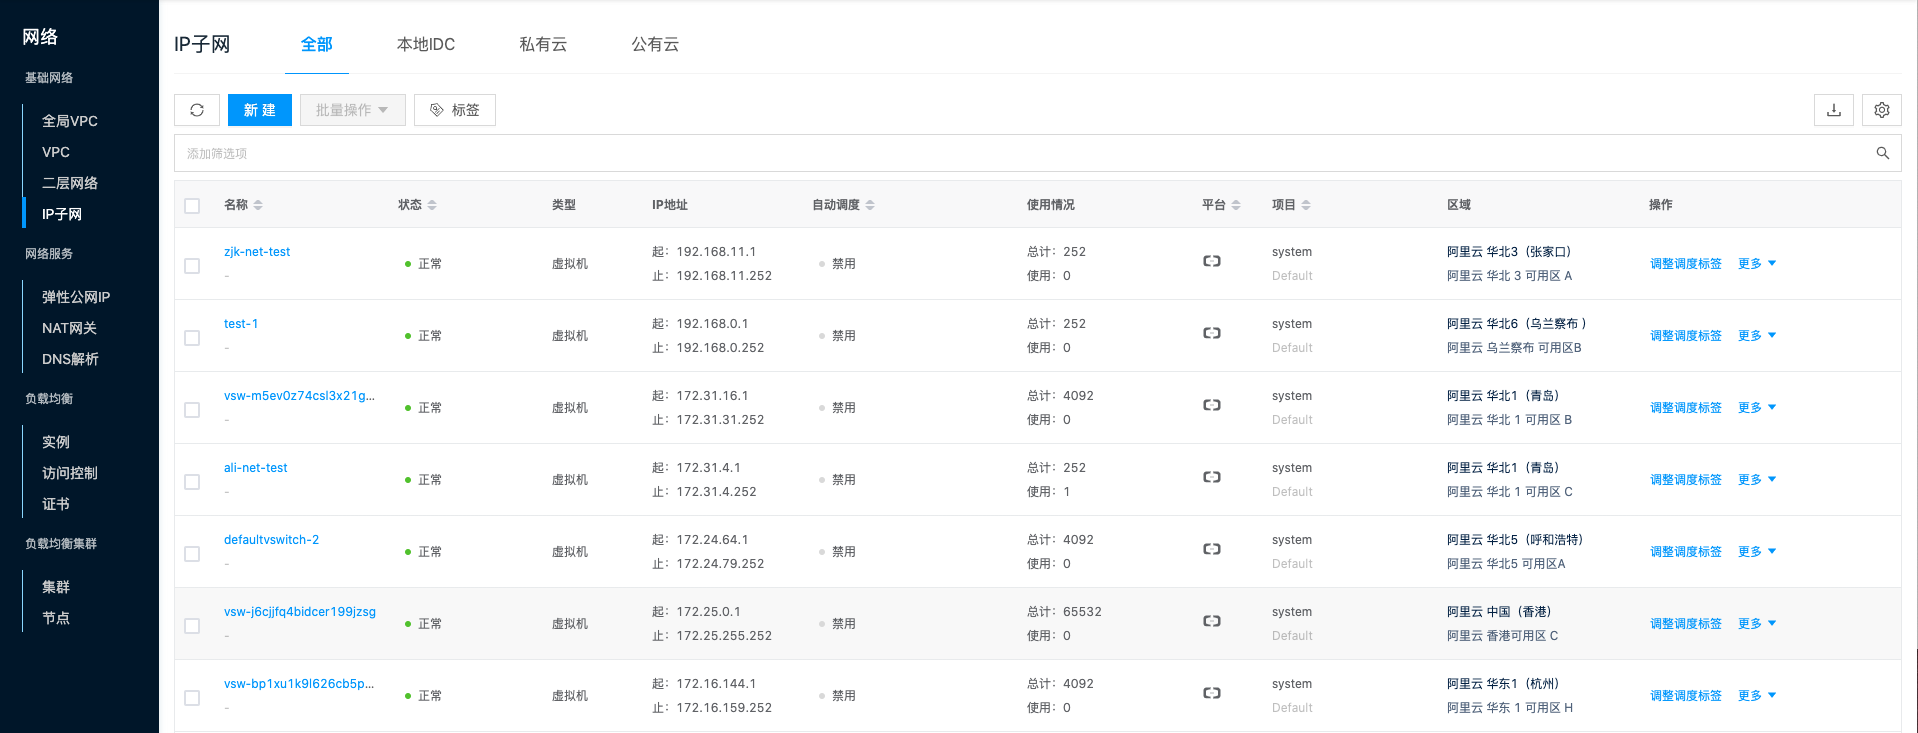 网络
基础网络
全局VPC
VPC
二层网络
IP子网
网络服务
弹性公网IP
NAT网关
DNS解析
负载均衡
实例
访问控制
证书
负载均衡集群
集群
节点
IP子网 全部 本地IDC 私有云 公有云
新 建 批量操作 标签
添加筛选项
名称 状态 类型 IP地址 自动调度 使用情况 平台 项目 区域 操作
zjk-net-test 正常 虚拟机 起：192.168.11.1 禁用 总计：252 system 阿里云 华北3（张家口） 调整调度标签 更多
- 止：192.168.11.252 使用：0 Default 阿里云 华北 3 可用区 A
test-1 正常 虚拟机 起：192.168.0.1 禁用 总计：252 system 阿里云 华北6（乌兰察布 ） 调整调度标签 更多
- 止：192.168.0.252 使用：0 Default 阿里云 乌兰察布 可用区B
vsw-m5ev0z74csl3x21g... 正常 虚拟机 起：172.31.16.1 禁用 总计：4092 system 阿里云 华北1（青岛） 调整调度标签 更多
- 止：172.31.31.252 使用：0 Default 阿里云 华北 1 可用区 B
ali-net-test 正常 虚拟机 起：172.31.4.1 禁用 总计：252 system 阿里云 华北1（青岛） 调整调度标签 更多
- 止：172.31.4.252 使用：1 Default 阿里云 华北 1 可用区 C
defaultvswitch-2 正常 虚拟机 起：172.24.64.1 禁用 总计：4092 system 阿里云 华北5（呼和浩特） 调整调度标签 更多
- 止：172.24.79.252 使用：0 Default 阿里云 华北5 可用区A
vsw-j6cjjfq4bidcer199jzsg 正常 虚拟机 起：172.25.0.1 禁用 总计：65532 system 阿里云 中国（香港） 调整调度标签 更多
- 止：172.25.255.252 使用：0 Default 阿里云 香港可用区 C
vsw-bp1xu1k9l626cb5p... 正常 虚拟机 起：172.16.144.1 禁用 总计：4092 system 阿里云 华东1（杭州） 调整调度标签 更多
- 止：172.16.159.252 使用：0 Default 阿里云 华东 1 可用区 H